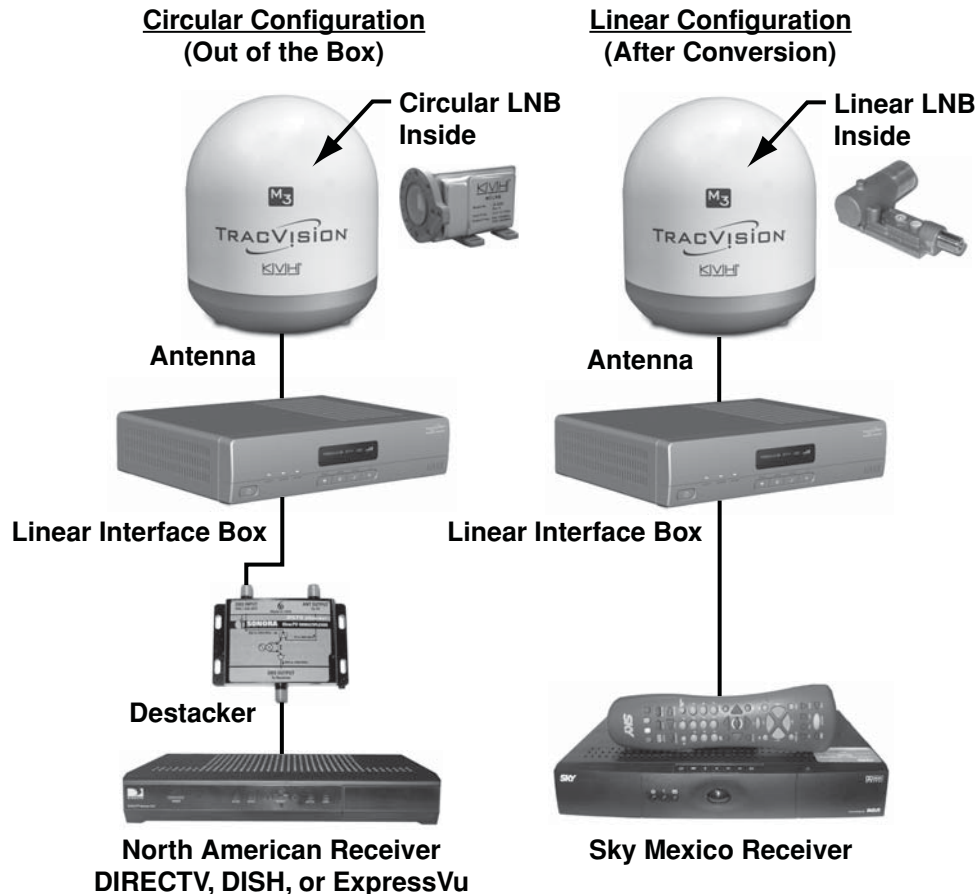 Circular Configuration
(Out of the Box)
Linear Configuration
(After Conversion)
Circular LNB
Inside
Linear LNB
Inside
KVH
M3
TRACVISION
KVH
M3
TRACVISION
KVH
Antenna
Antenna
Linear Interface Box
Linear Interface Box
SONORA
Destacker
SKY
SKY
North American Receiver
DIRECTV, DISH, or ExpressVu
Sky Mexico Receiver